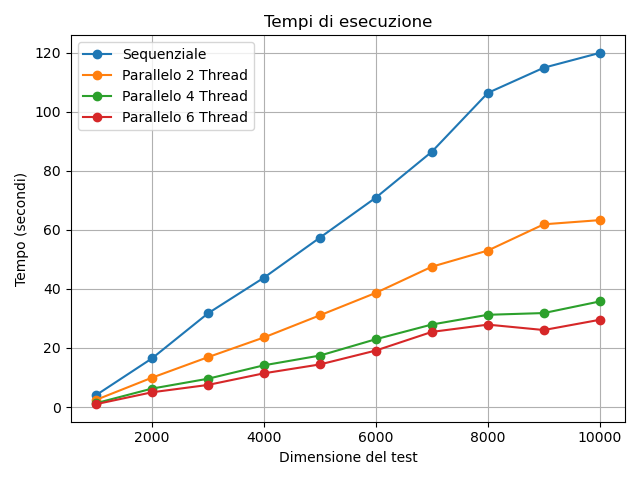 Tempi di esecuzione
Sequenziale
Parallelo 2 Thread
Parallelo 4 Thread
Parallelo 6 Thread
Tempo (secondi)
120
100
80
60
40
20
0
2000 4000 6000 8000 10000
Dimensione del test